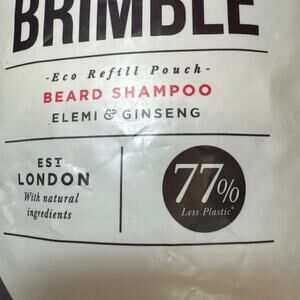 BRIMBLE
-Eco Refill Pouch-
BEARD SHAMPOO
ELEMI & GINSENG
EST
LONDON
With natural
ingredients
77%
Less Plastic*